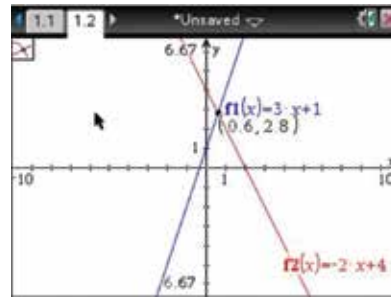 1.1 1.2 *Unsaved
6.67 y
f1(x)=3·x+1
(0.6, 2.8)
1
-10 1 10
f2(x)=-2·x+4
6.67